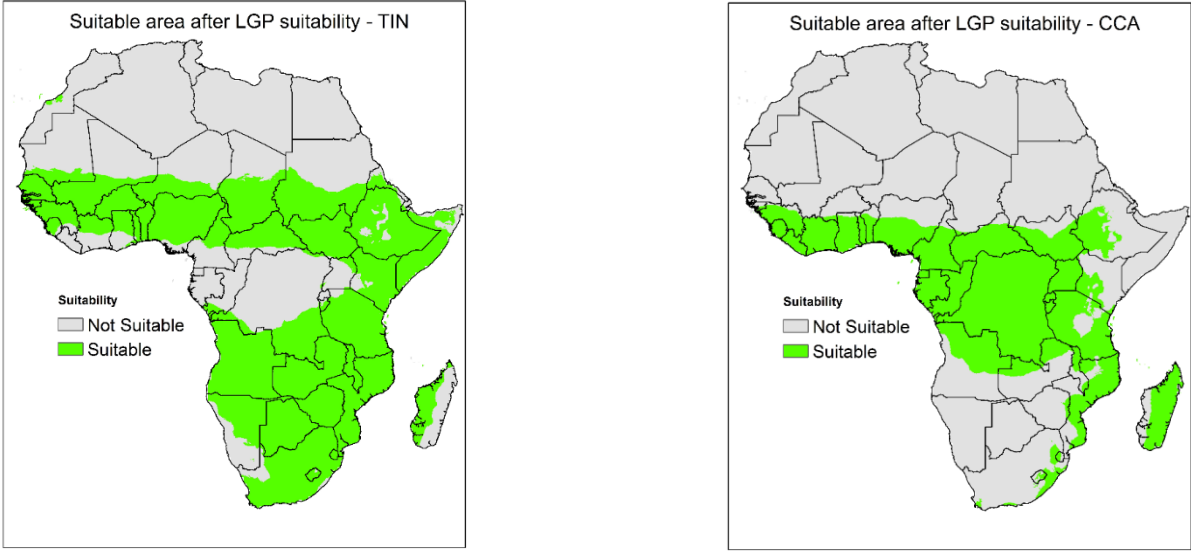 Suitable area after LGP suitability - TIN
Suitability
Not Suitable
Suitable
Suitable area after LGP suitability - CCA
Suitability
Not Suitable
Suitable